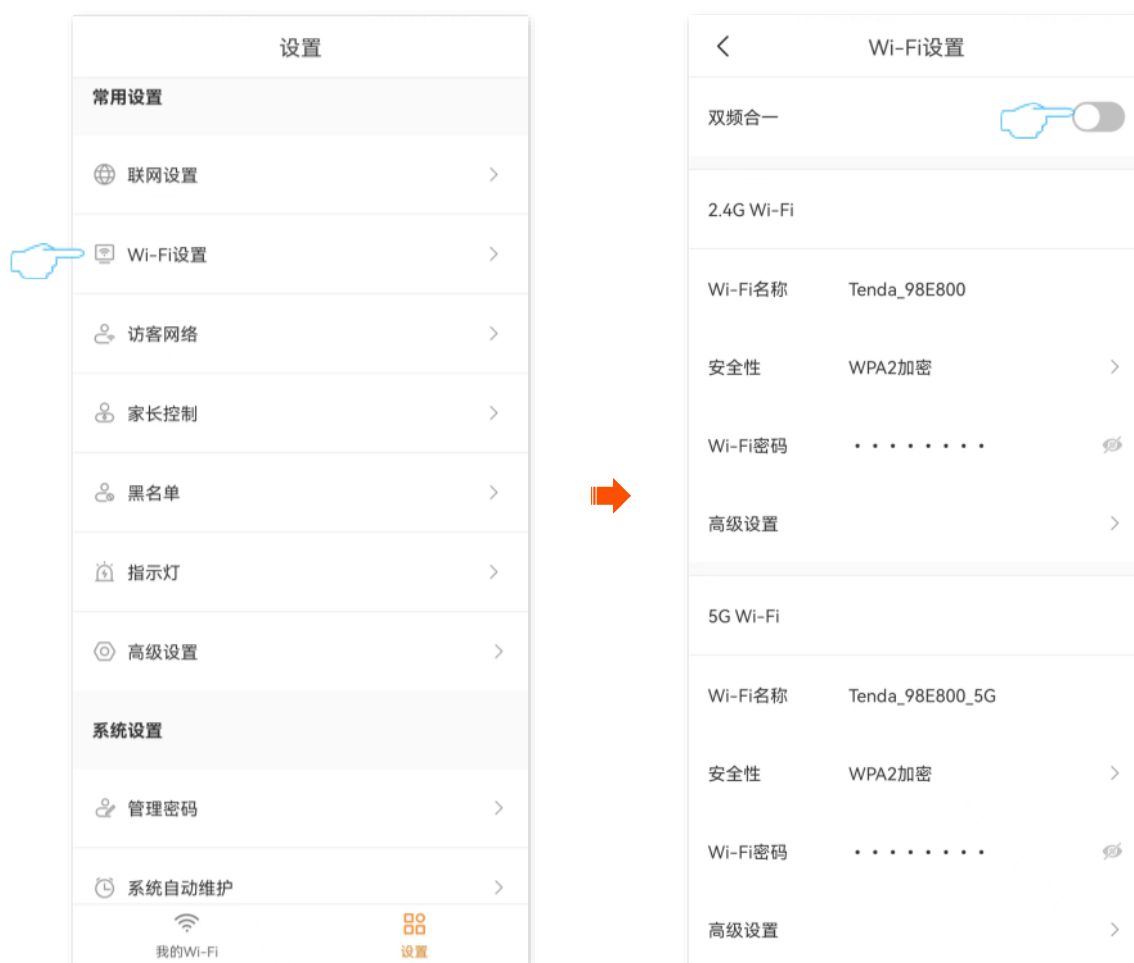 设置
常用设置
联网设置
Wi-Fi设置
访客网络
家长控制
黑名单
指示灯
高级设置
系统设置
管理密码
系统自动维护
我的Wi-Fi
设置
Wi-Fi设置
双频合一
2.4G Wi-Fi
Wi-Fi名称 Tenda_98E800
安全性 WPA2加密
Wi-Fi密码 ········
高级设置
5G Wi-Fi
Wi-Fi名称 Tenda_98E800_5G
安全性 WPA2加密
Wi-Fi密码 ········
高级设置